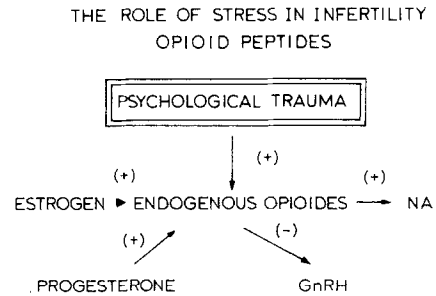 THE ROLE OF STRESS IN INFERTILITY
OPIOID PEPTIDES
PSYCHOLOGICAL TRAUMA
(+)
(+)
(+)
ESTROGEN ENDOGENOUS OPIOIDES NA
(+)
(-)
PROGESTERONE GnRH